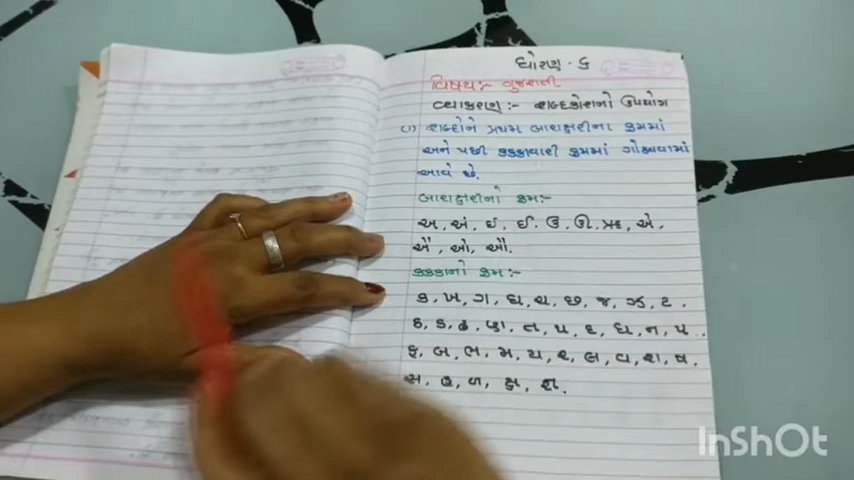 ધોરણ - ૬
વિષય:- ગુજરાતી
વ્યાકરણ :- શબ્દકોશનો ઉપયોગ
(૧) શબ્દોને પ્રથમ બારાક્ષરીના ક્રમમાં
અને પછી કક્કાવારી ક્રમમાં ગોઠવવામાં
આવે છે.
બારાક્ષરીનો ક્રમ:-
અ, અં, ઈ, ઈ, ઉ, ઊ, ઋ, એ,
ઐ, ઓ, ઔ.
કક્કાનો ક્રમ:-
ક, ખ, ગ, ઘ, ચ, છ, જ, ઝ, ટ,
ઠ, ડ, ઢ, ણ, ત, થ, દ, ધ, ન, પ,
ફ, બ, ભ, મ, ય, ર, લ, વ, શ, ષ,
સ, હ, ળ, ક્ષ, જ્ઞ.
InShOt